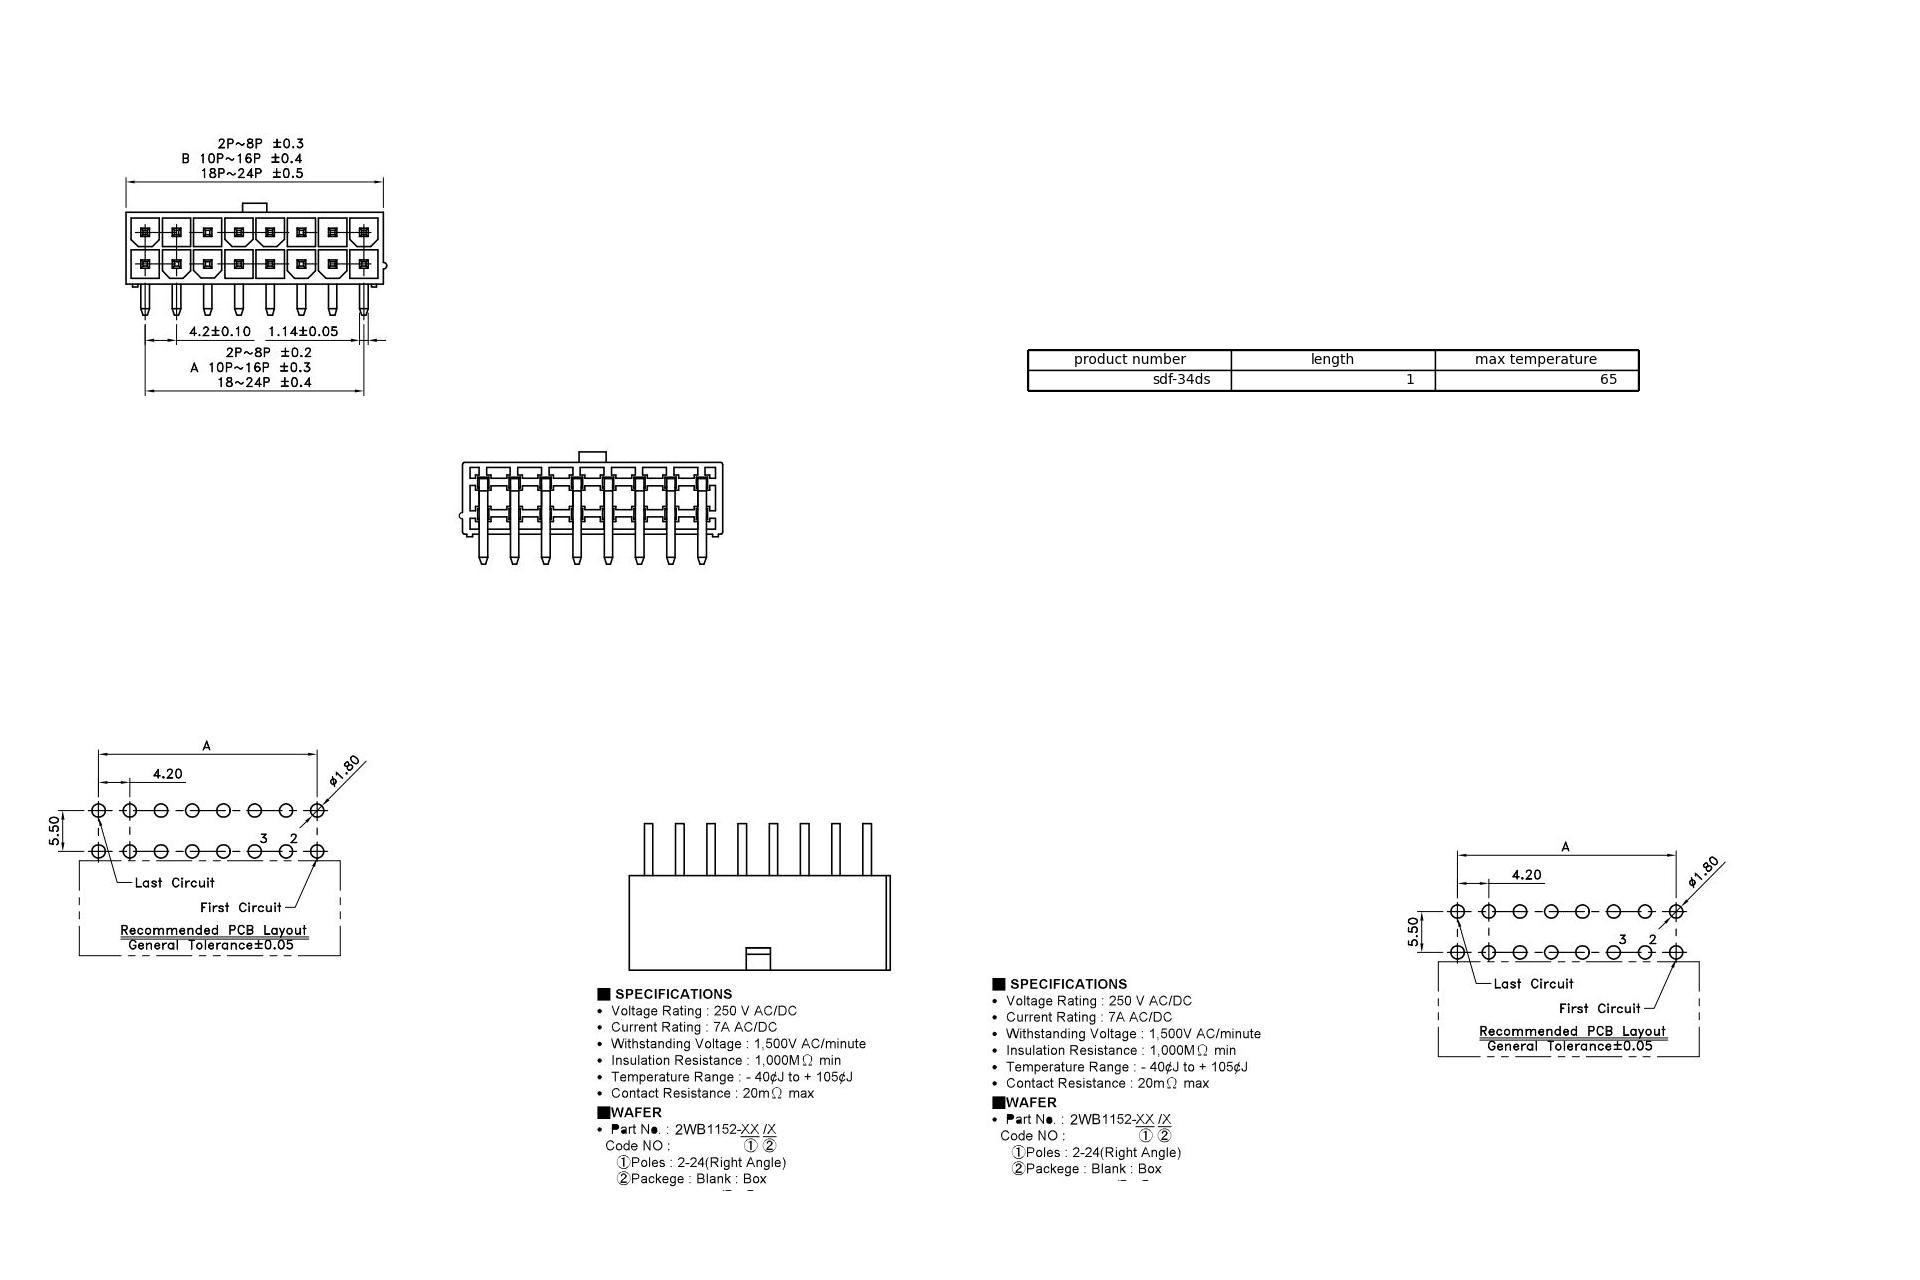 2P~8P ±0.3
B 10P~16P ±0.4
18P~24P ±0.5
4.2±0.10 1.14±0.05
2P~8P ±0.2
A 10P~16P ±0.3
18~24P ±0.4
product number length max temperature
sdf-34ds 1 65
A
4.20
ø1.80
5.50
3 2
Last Circuit
First Circuit
Recommended PCB Layout
General Tolerance±0.05
■ SPECIFICATIONS
• Voltage Rating : 250 V AC/DC
• Current Rating : 7A AC/DC
• Withstanding Voltage : 1,500V AC/minute
• Insulation Resistance : 1,000MΩ min
• Temperature Range : - 40¢J to + 105¢J
• Contact Resistance : 20mΩ max
■WAFER
• Part No. : 2WB1152-XX /X
Code NO : ① ②
①Poles : 2-24(Right Angle)
②Packege : Blank : Box
■ SPECIFICATIONS
• Voltage Rating : 250 V AC/DC
• Current Rating : 7A AC/DC
• Withstanding Voltage : 1,500V AC/minute
• Insulation Resistance : 1,000MΩ min
• Temperature Range : - 40¢J to + 105¢J
• Contact Resistance : 20mΩ max
■WAFER
• Part No. : 2WB1152-XX /X
Code NO : ① ②
①Poles : 2-24(Right Angle)
②Packege : Blank : Box
A
4.20
ø1.80
5.50
3 2
Last Circuit
First Circuit
Recommended PCB Layout
General Tolerance±0.05